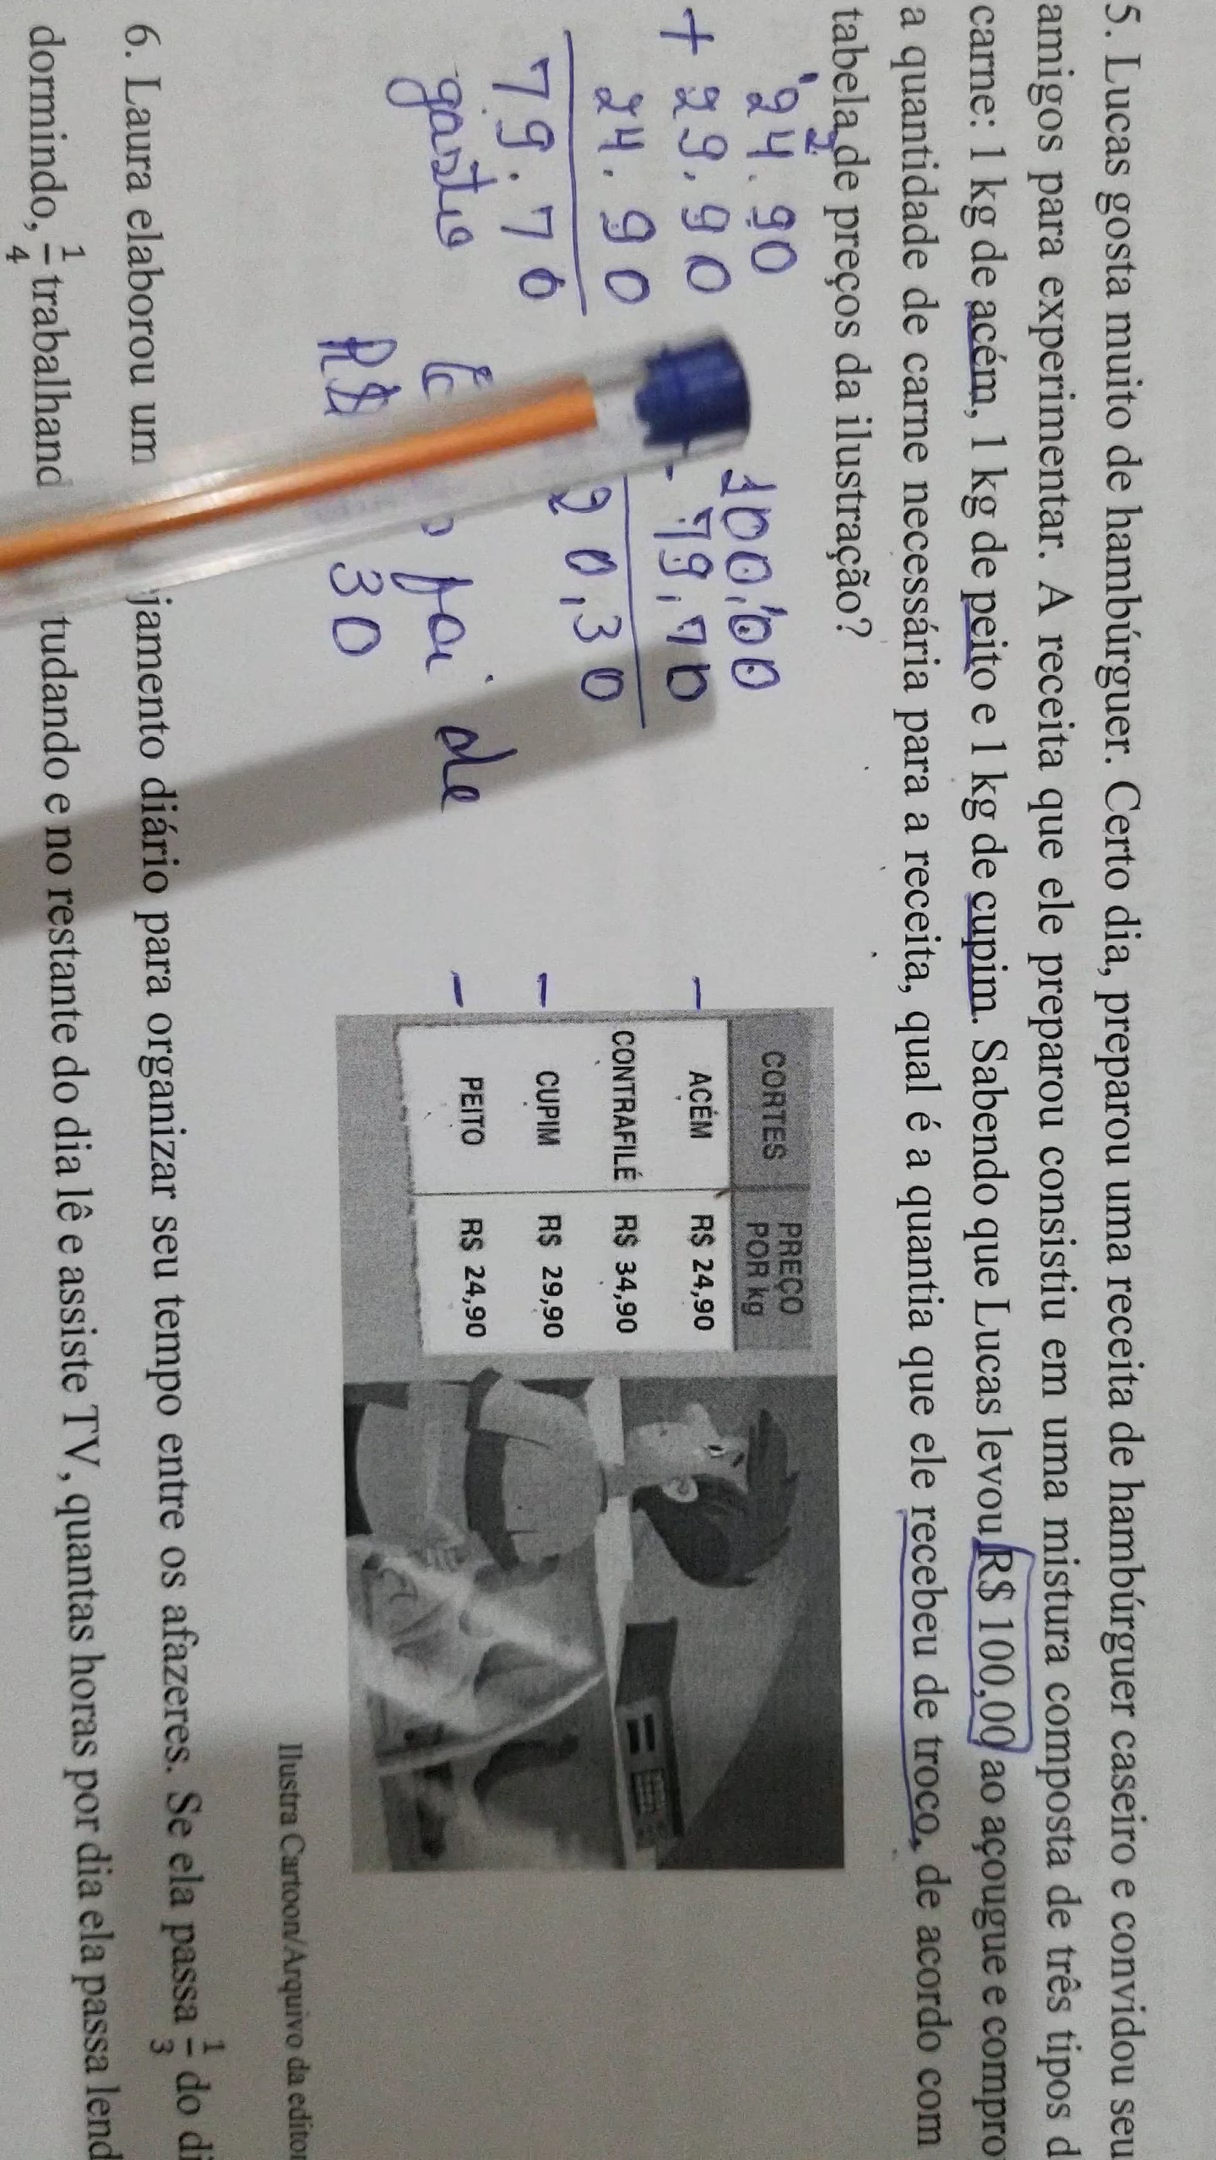 5. Lucas gosta muito de hambúrguer. Certo dia, preparou uma receita de hambúrguer caseiro e convidou seu
amigos para experimentar. A receita que ele preparou consistiu em uma mistura composta de três tipos d
carne: 1 kg de acém, 1 kg de peito e 1 kg de cupim. Sabendo que Lucas levou R$ 100,00 ao açougue e compro
a quantidade de carne necessária para a receita, qual é a quantia que ele recebeu de troco, de acordo com
tabela de preços da ilustração?
24.90
+ 29.90
24.90
79.70
gasto
100,00
- 79,70
20,30
foi de
R$
30
CORTES PREÇO POR kg
ACÉM R$ 24,90
CONTRAFILÉ R$ 34,90
CUPIM R$ 29,90
PEITO R$ 24,90
Ilustra Cartoon/Arquivo da editor
6. Laura elaborou um jamento diário para organizar seu tempo entre os afazeres. Se ela passa 1/3 do di
dormindo, 1/4 trabalhand tudando e no restante do dia lê e assiste TV, quantas horas por dia ela passa lend